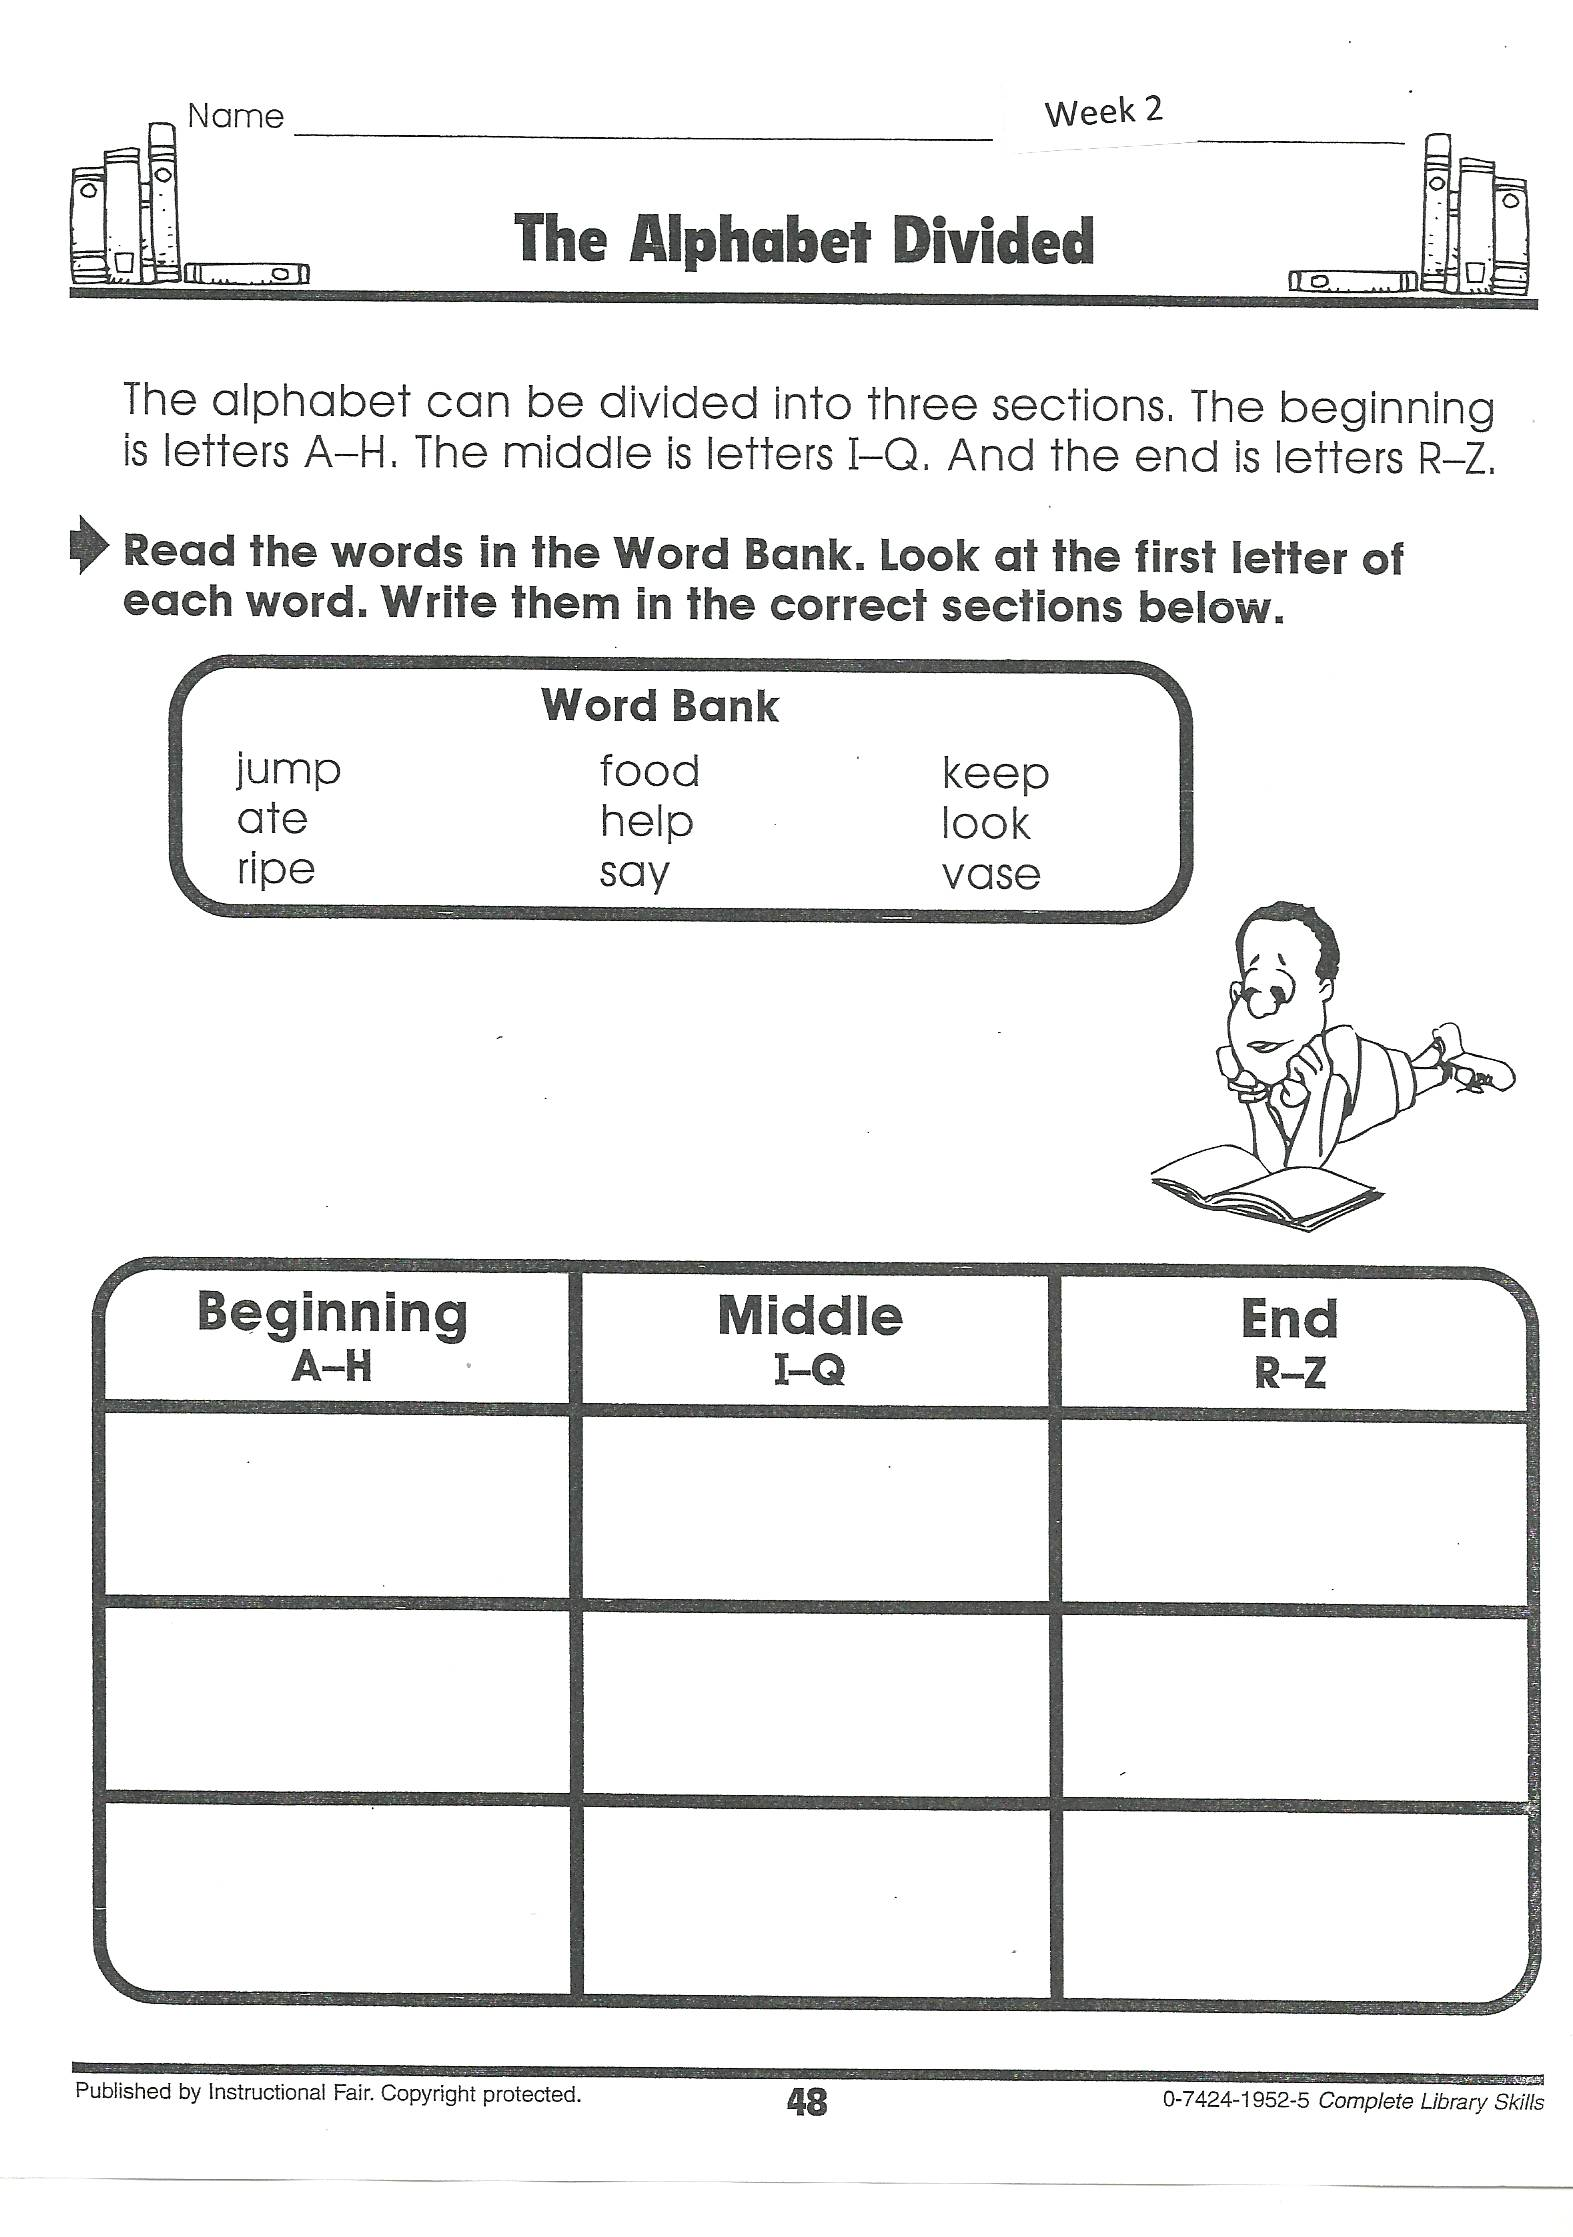 Name
Week 2
The Alphabet Divided
The alphabet can be divided into three sections. The beginning
is letters A–H. The middle is letters I–Q. And the end is letters R–Z.
Read the words in the Word Bank. Look at the first letter of
each word. Write them in the correct sections below.
Word Bank
jump food keep
ate help look
ripe say vase
Beginning Middle End
A–H I–Q R–Z
Published by Instructional Fair. Copyright protected. 48 0-7424-1952-5 Complete Library Skills